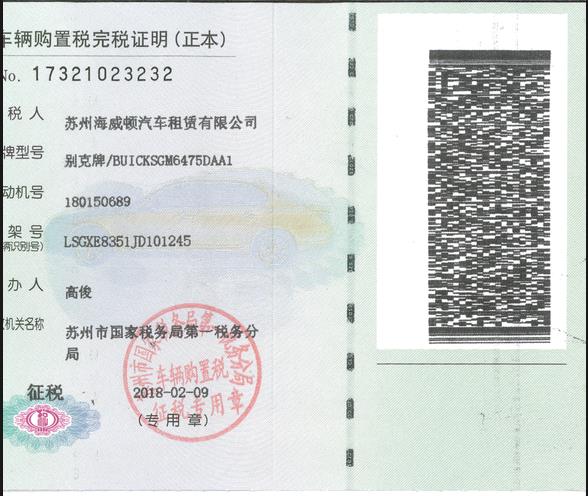 车辆购置税完税证明(正本)
No. 17321023232
税 人 苏州海威顿汽车租赁有限公司
牌型号 别克牌/BUICKSGM6475DAA1
动机号 180150689
架 号 LSGXE8351JD101245
辆识别号)
办 人 高俊
机关名称 苏州市国家税务局第一税务分
局
征税 2018-02-09
(专用章)
州市国家税务局第一税务分局
车辆购置税
征税专用章